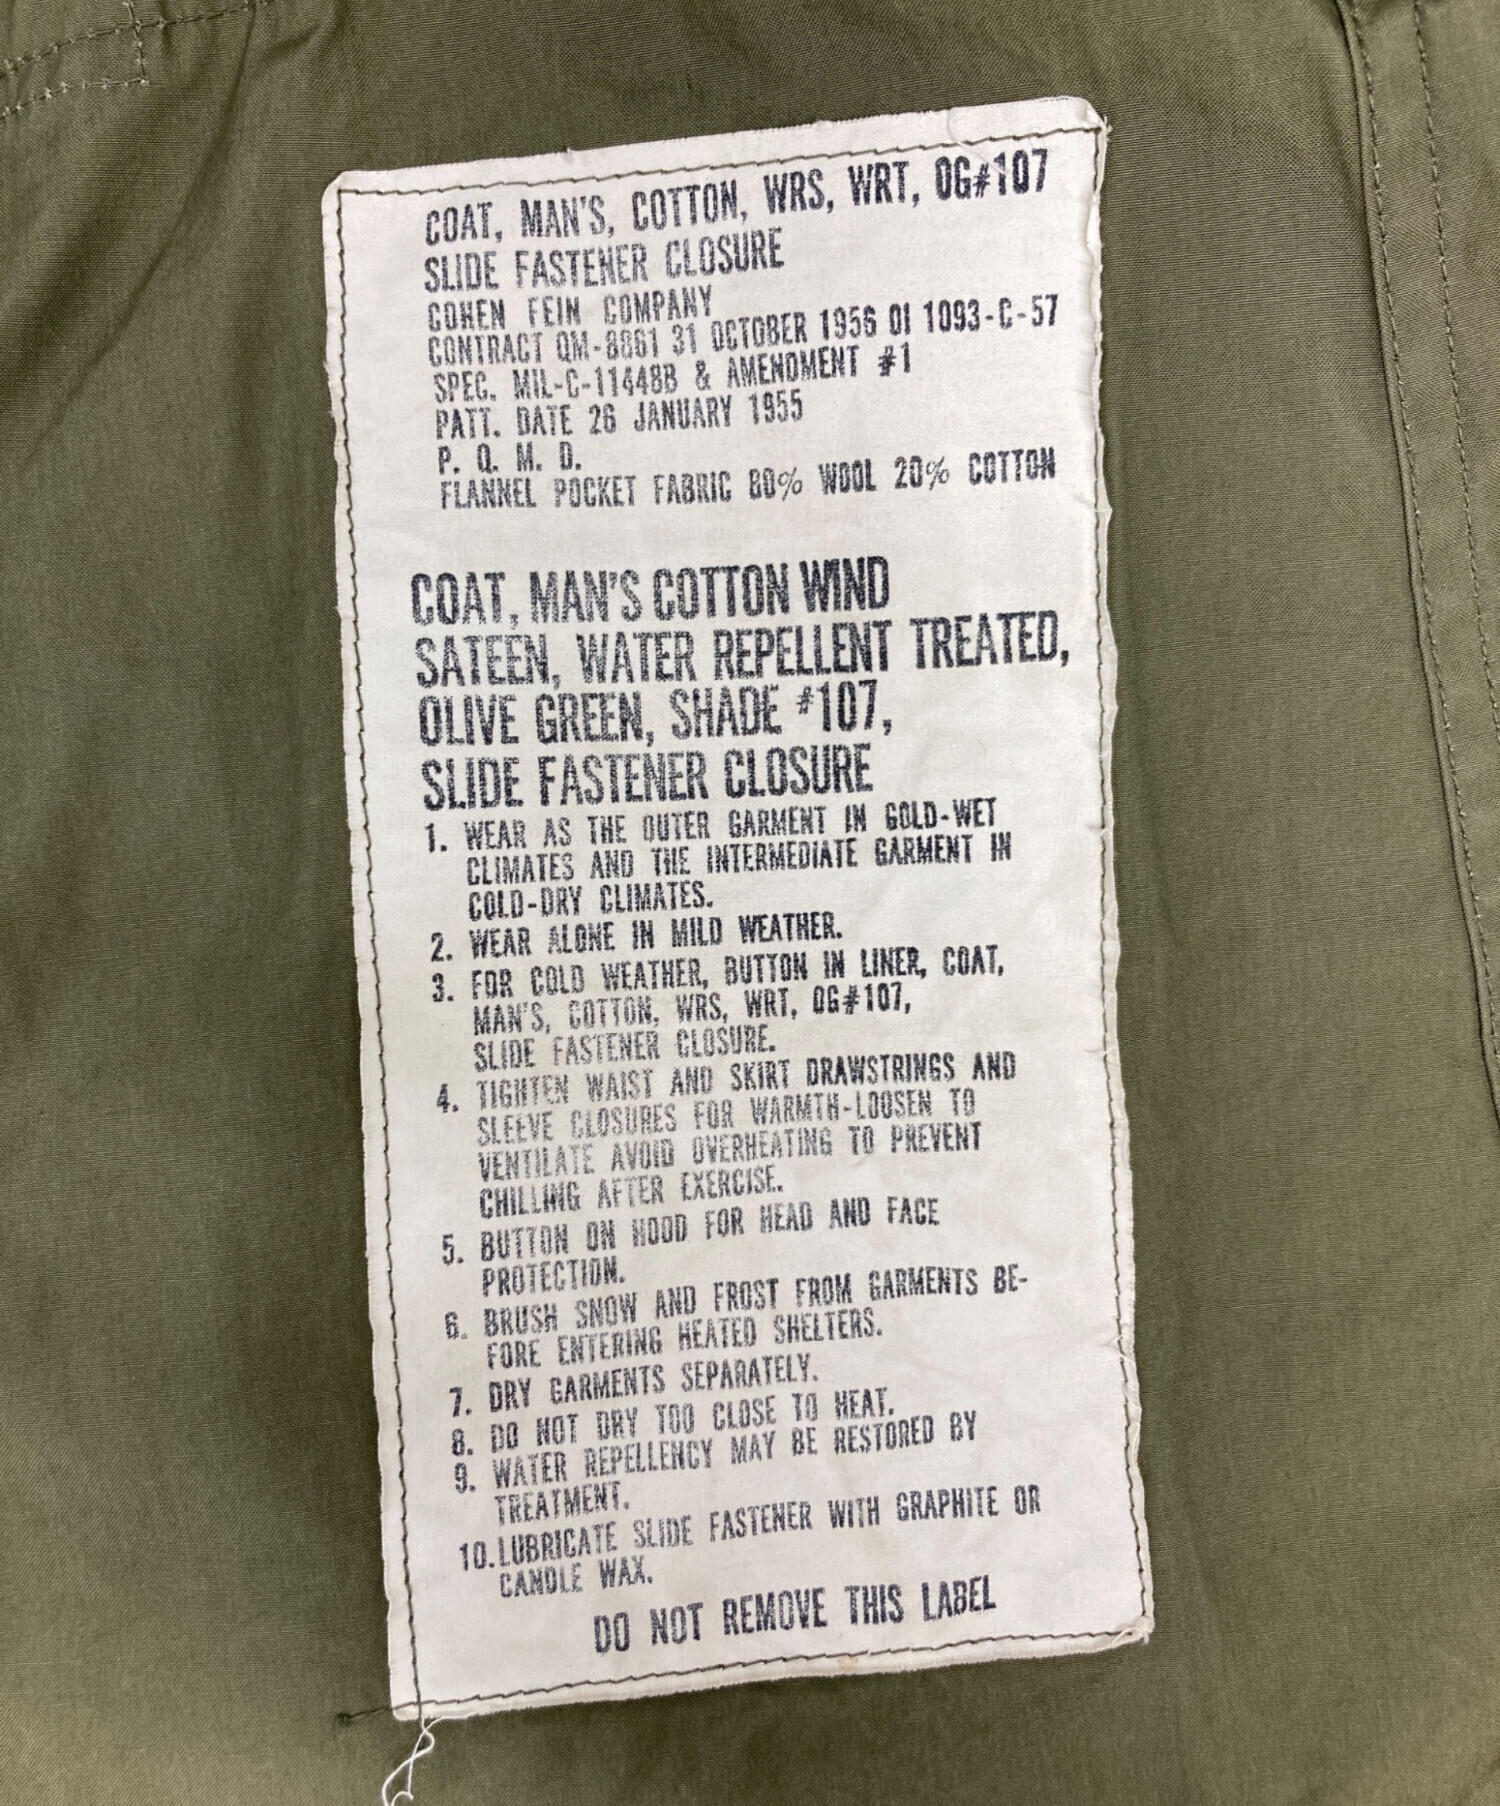 COAT, MAN'S, COTTON, WRS, WRT, OG#107
SLIDE FASTENER CLOSURE
COHEN FEIN COMPANY
CONTRACT QM-8861 31 OCTOBER 1956 OI 1093-C-57
SPEC. MIL-C-11448B & AMENDMENT #1
PATT. DATE 26 JANUARY 1955
P. Q. M. D.
FLANNEL POCKET FABRIC 80% WOOL 20% COTTON
COAT, MAN'S COTTON WIND
SATEEN, WATER REPELLENT TREATED,
OLIVE GREEN, SHADE #107,
SLIDE FASTENER CLOSURE
1. WEAR AS THE OUTER GARMENT IN COLD-WET
CLIMATES AND THE INTERMEDIATE GARMENT IN
COLD-DRY CLIMATES.
2. WEAR ALONE IN MILD WEATHER.
3. FOR COLD WEATHER, BUTTON IN LINER, COAT,
MAN'S, COTTON, WRS, WRT, OG#107,
SLIDE FASTENER CLOSURE.
4. TIGHTEN WAIST AND SKIRT DRAWSTRINGS AND
SLEEVE CLOSURES FOR WARMTH-LOOSEN TO
VENTILATE AVOID OVERHEATING TO PREVENT
CHILLING AFTER EXERCISE.
5. BUTTON ON HOOD FOR HEAD AND FACE
PROTECTION.
6. BRUSH SNOW AND FROST FROM GARMENTS BE-
FORE ENTERING HEATED SHELTERS.
7. DRY GARMENTS SEPARATELY.
8. DO NOT DRY TOO CLOSE TO HEAT.
9. WATER REPELLENCY MAY BE RESTORED BY
TREATMENT.
10. LUBRICATE SLIDE FASTENER WITH GRAPHITE OR
CANDLE WAX.
DO NOT REMOVE THIS LABEL